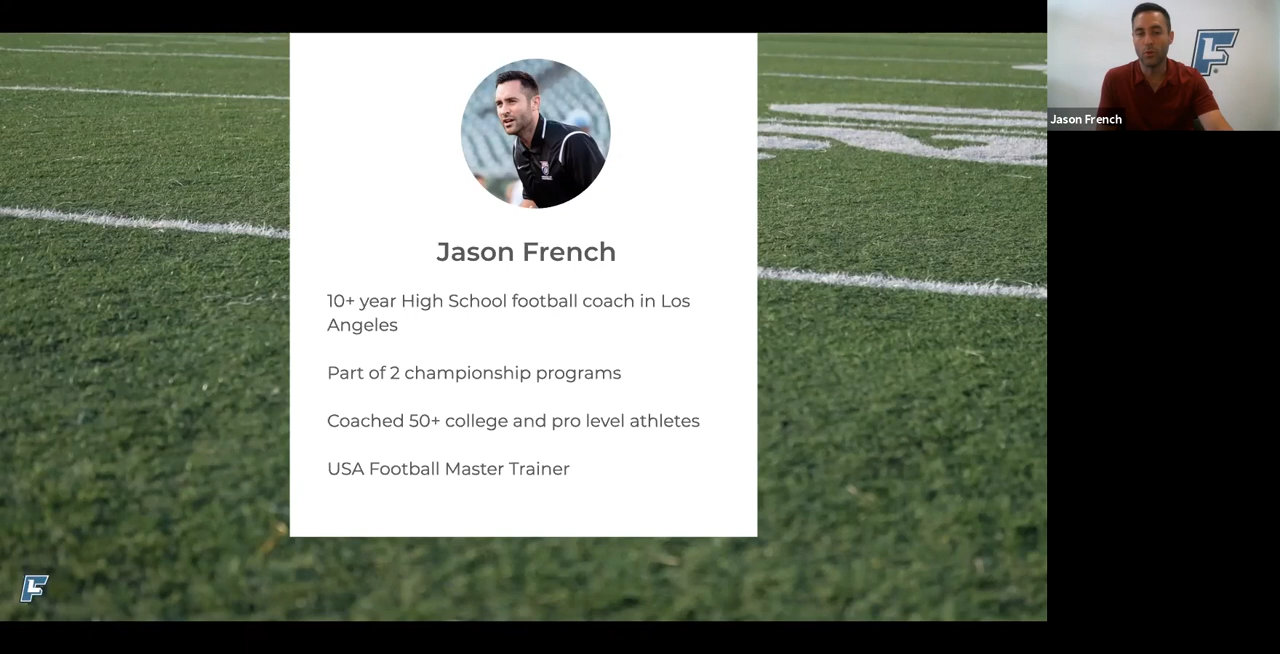 Jason French
Jason French
10+ year High School football coach in Los
Angeles
Part of 2 championship programs
Coached 50+ college and pro level athletes
USA Football Master Trainer